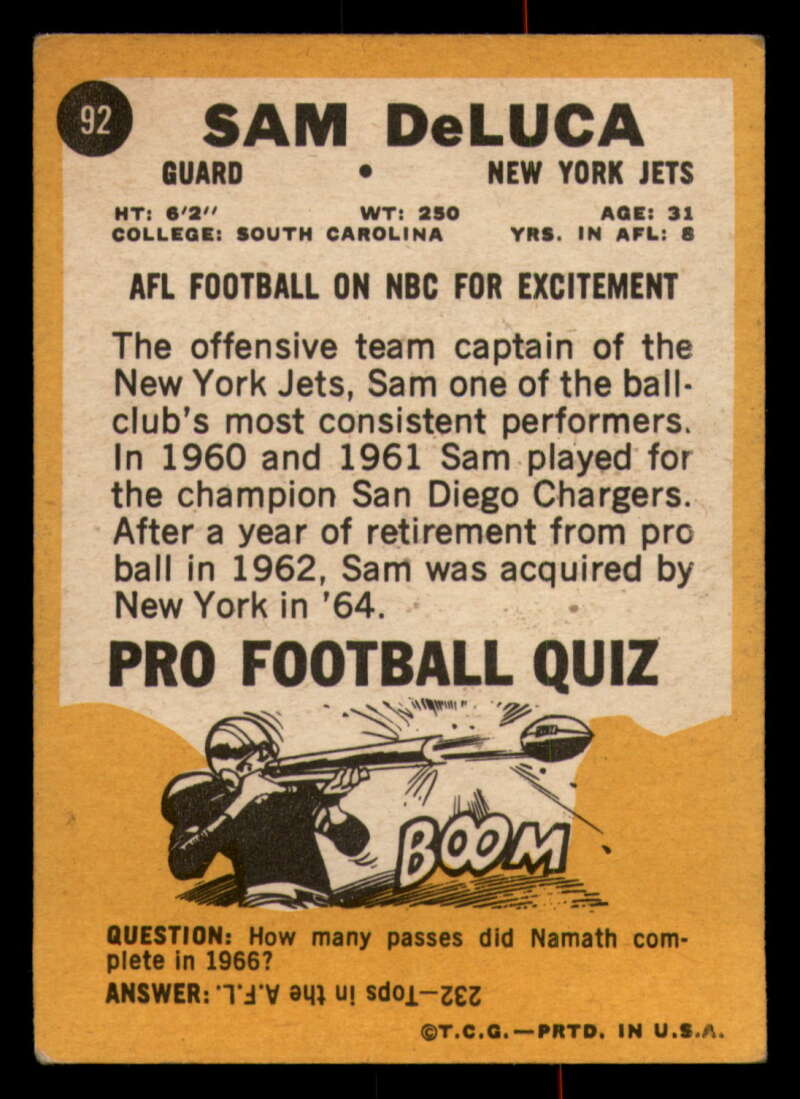 92
SAM DeLUCA
GUARD • NEW YORK JETS
HT: 6'2" WT: 250 AGE: 31
COLLEGE: SOUTH CAROLINA YRS. IN AFL: 8
AFL FOOTBALL ON NBC FOR EXCITEMENT
The offensive team captain of the
New York Jets, Sam one of the ball-
club's most consistent performers.
In 1960 and 1961 Sam played for
the champion San Diego Chargers.
After a year of retirement from pro
ball in 1962, Sam was acquired by
New York in '64.
PRO FOOTBALL QUIZ
BOOM
QUESTION: How many passes did Namath com-
plete in 1966?
ANSWER: 232—Tops in the A.F.L.
©T.C.G.—PRTD. IN U.S.A.